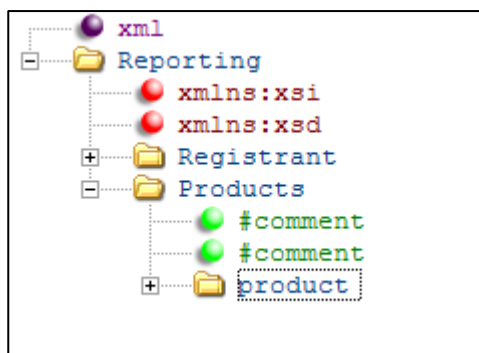 xml
Reporting
xmlns:xsi
xmlns:xsd
Registrant
Products
#comment
#comment
product